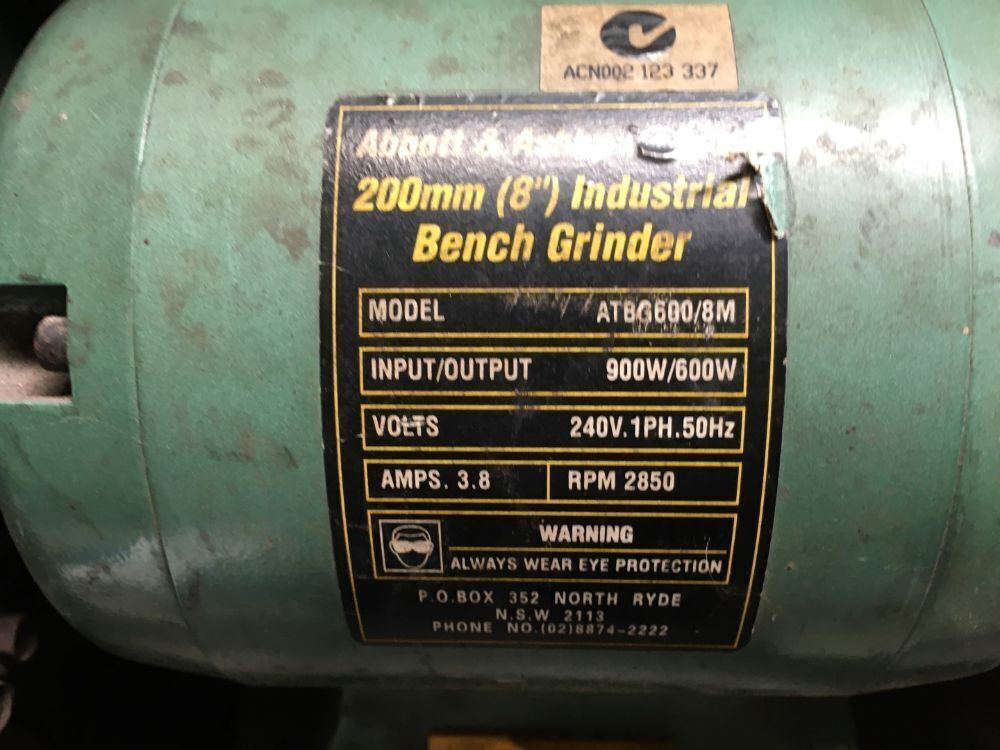 ACN002 123 337
Abbott &
200mm (8") Industrial
Bench Grinder
MODEL ATBG600/8M
INPUT/OUTPUT 900W/600W
VOLTS 240V.1PH.50Hz
AMPS. 3.8 RPM 2850
WARNING
ALWAYS WEAR EYE PROTECTION
P.O.BOX 352 NORTH RYDE
N.S.W 2113
PHONE NO.(02)8874-2222